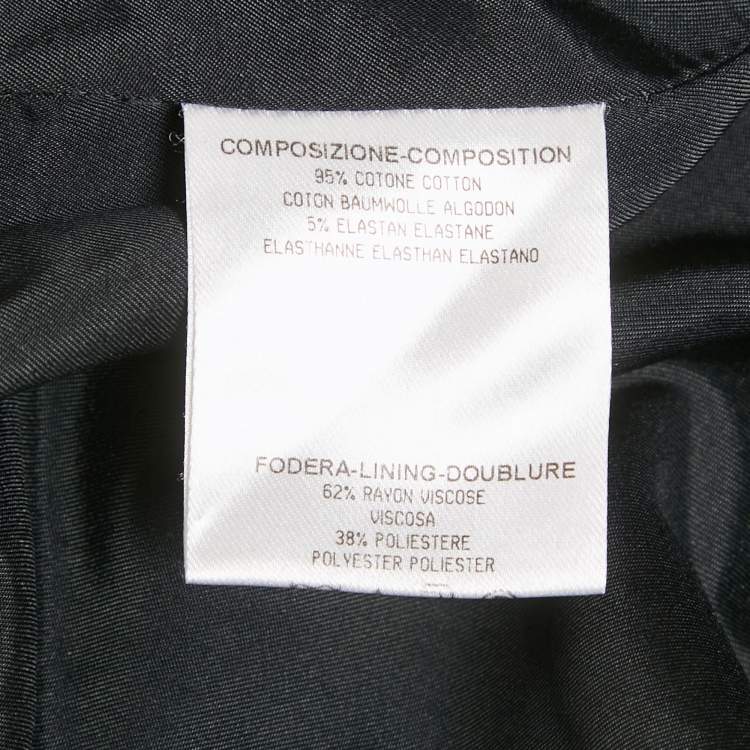 COMPOSIZIONE-COMPOSITION
95% COTONE COTTON
COTON BAUMWOLLE ALGODON
5% ELASTAN ELASTANE
ELASTHANNE ELASTHAN ELASTANO
FODERA-LINING-DOUBLURE
62% RAYON VISCOSE
VISCOSA
38% POLIESTERE
POLYESTER POLIESTER